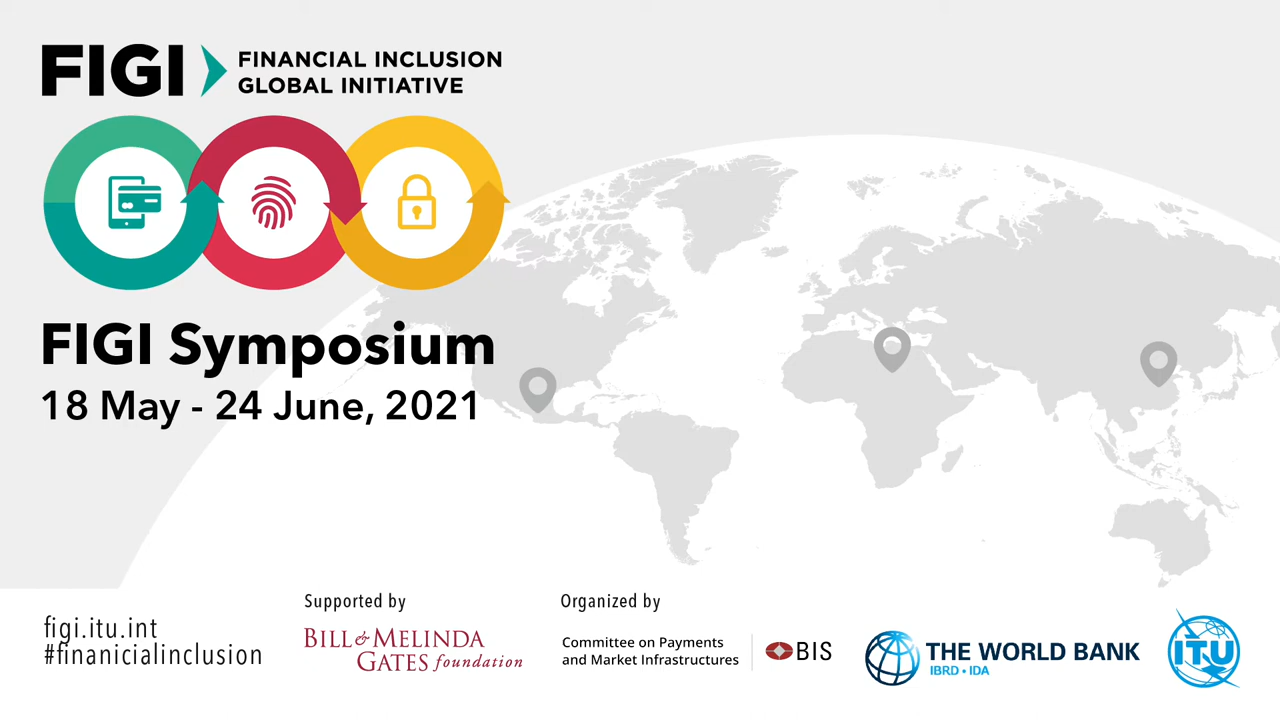 FIGI
FINANCIAL INCLUSION
GLOBAL INITIATIVE
FIGI Symposium
18 May - 24 June, 2021
figi.itu.int
#finanicialinclusion
Supported by
BILL & MELINDA
GATES foundation
Organized by
Committee on Payments
and Market Infrastructures
BIS
THE WORLD BANK
IBRD • IDA
ITU